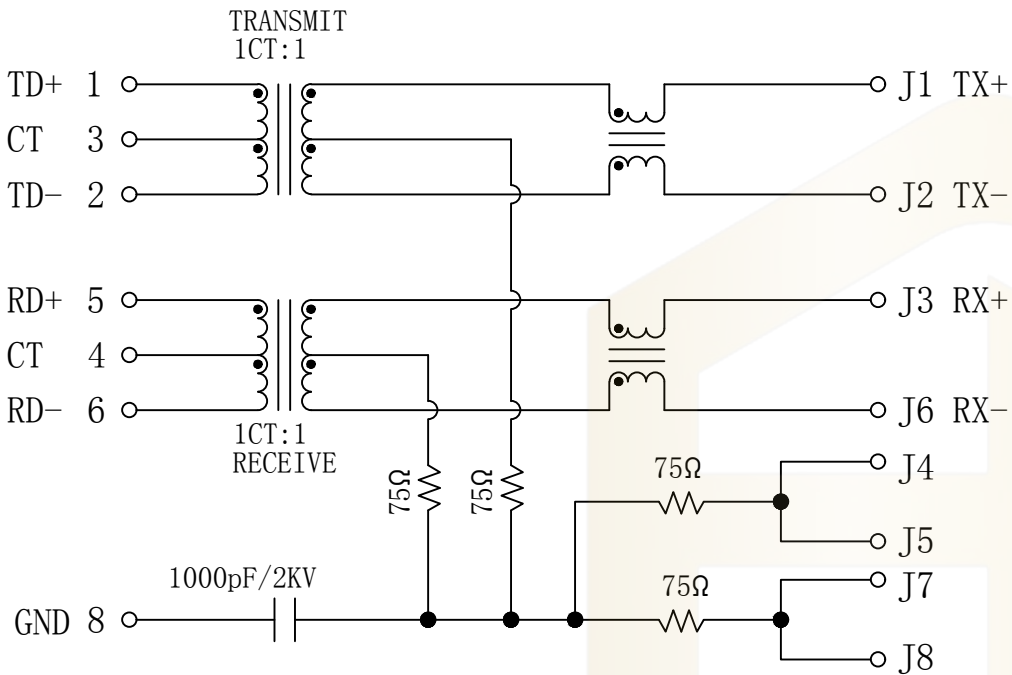 TRANSMIT
1CT:1
TD+ 1
J1 TX+
CT 3
TD- 2
J2 TX-
RD+ 5
J3 RX+
CT 4
RD- 6
J6 RX-
1CT:1
RECEIVE
75Ω
75Ω
75Ω
J4
J5
1000pF/2KV
75Ω
J7
GND 8
J8